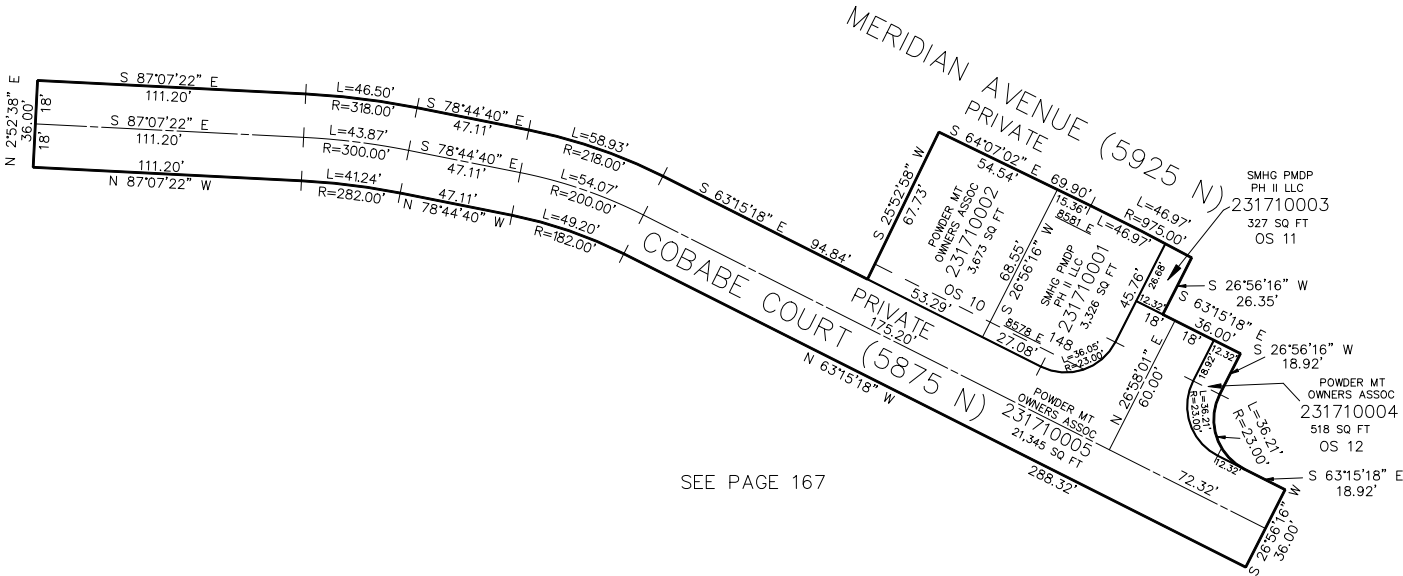 MERIDIAN AVENUE (5925 N)
PRIVATE
N 2°52'38" E
36.00'
18'
18'
S 87°07'22" E
111.20'
S 87°07'22" E
111.20'
111.20'
N 87°07'22" W
L=46.50'
R=318.00'
L=43.87'
R=300.00'
L=41.24'
R=282.00'
S 78°44'40" E
47.11'
S 78°44'40" E
47.11'
47.11'
N 78°44'40" W
L=58.93'
R=218.00'
L=54.07'
R=200.00'
L=49.20'
R=182.00'
S 63°15'18" E
94.84'
COBABE COURT (5875 N)
PRIVATE
175.20'
N 63°15'18" W
288.32'
S 25°52'58" W
67.73'
S 64°07'02" E
69.90'
54.54'
15.36'
8581 E
L=46.97'
L=46.97'
R=975.00'
POWDER MT
OWNERS ASSOC
231710002
3,673 SQ FT
OS 10
53.29'
68.55'
S 26°56'16" W
SMHG PMDP
PH II LLC
231710001
3,326 SQ FT
148
8578 E
27.08'
L=36.05'
R=23.00'
45.76'
26.68'
12.32'
SMHG PMDP
PH II LLC
231710003
327 SQ FT
OS 11
S 26°56'16" W
26.35'
S 63°15'18" E
36.00'
18'
18'
N 26°58'01" E
60.00'
12.32'
18.92'
S 26°56'16" W
18.92'
L=36.21'
R=23.00'
L=36.21'
R=23.00'
12.32'
POWDER MT
OWNERS ASSOC
231710004
518 SQ FT
OS 12
S 63°15'18" E
18.92'
POWDER MT
OWNERS ASSOC
231710005
21,345 SQ FT
72.32'
S 26°56'16" W
36.00'
SEE PAGE 167